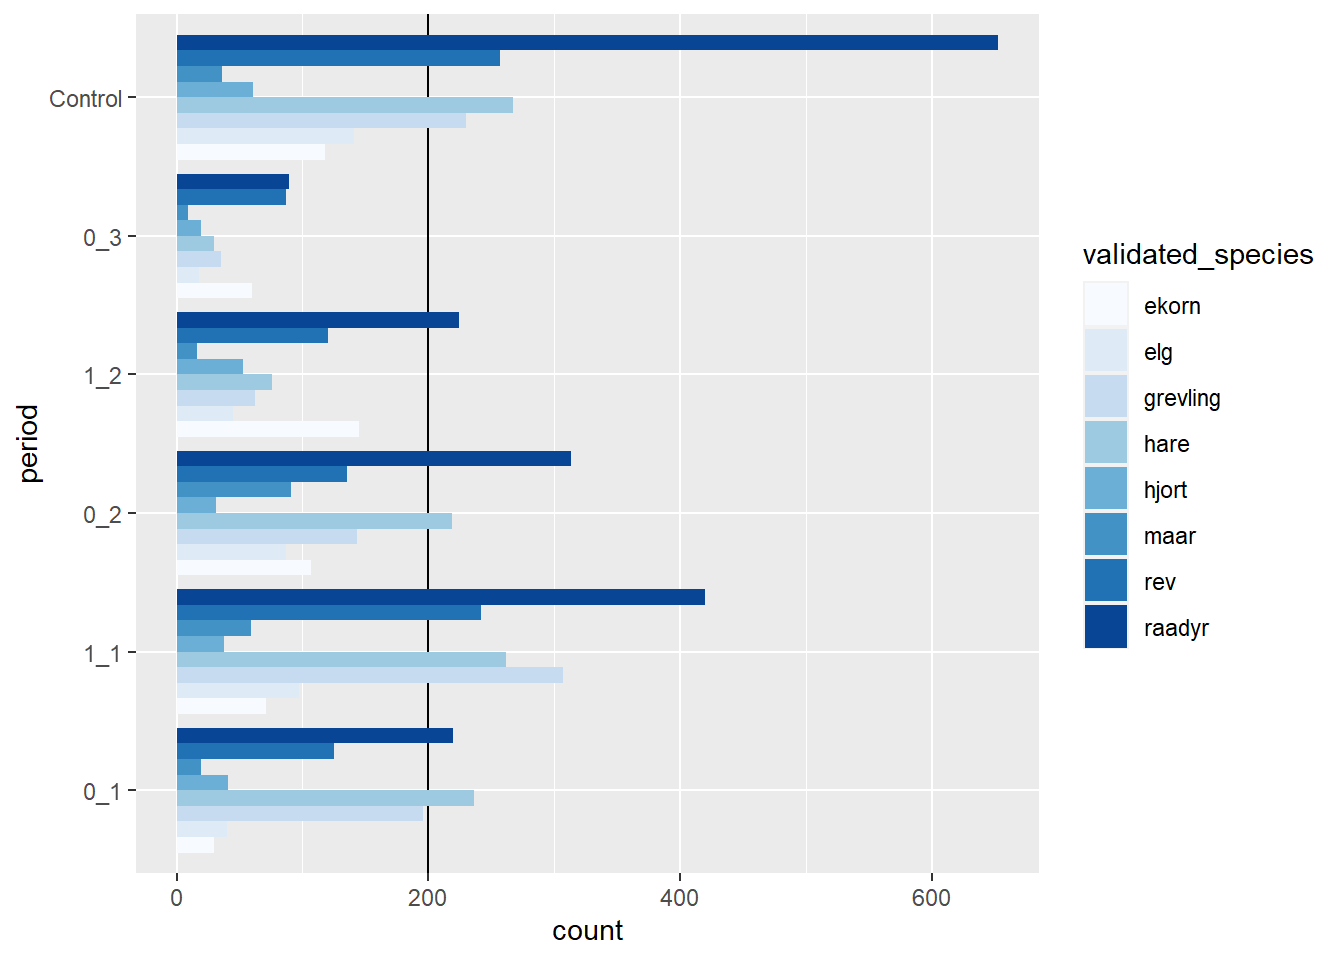 Control
0_3
1_2
0_2
1_1
0_1
period
0 200 400 600
count
validated_species
ekorn
elg
grevling
hare
hjort
maar
rev
raadyr